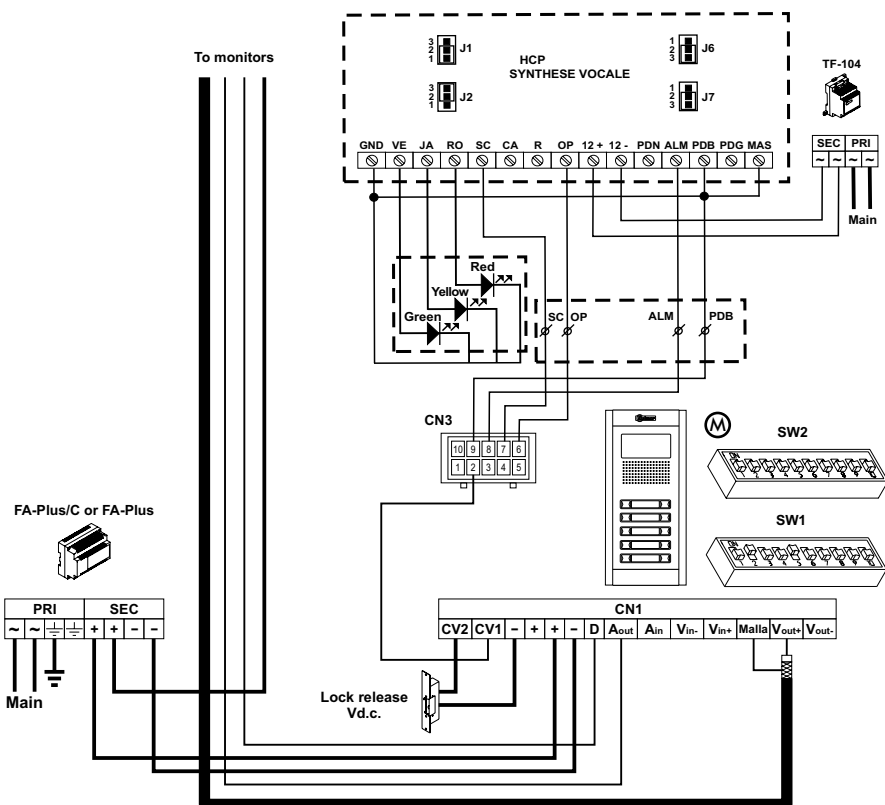 To monitors
3
2
1
J1
HCP
SYNTHESE VOCALE
1
2
3
J6
3
2
1
J2
1
2
3
J7
TF-104
GND VE JA RO SC CA R OP 12 + 12 - PDN ALM PDB PDG MAS
SEC PRI
~ ~ ~ ~
Main
Red
Yellow
Green
SC OP ALM PDB
CN3
10 9 8 7 6
1 2 3 4 5
M
SW2
ON
SW1
ON
FA-Plus/C or FA-Plus
PRI SEC
~ ~ + + − −
Main
CN1
CV2 CV1 − + + − D Aout Ain Vin- Vin+ Malla Vout+ Vout-
Lock release
Vd.c.